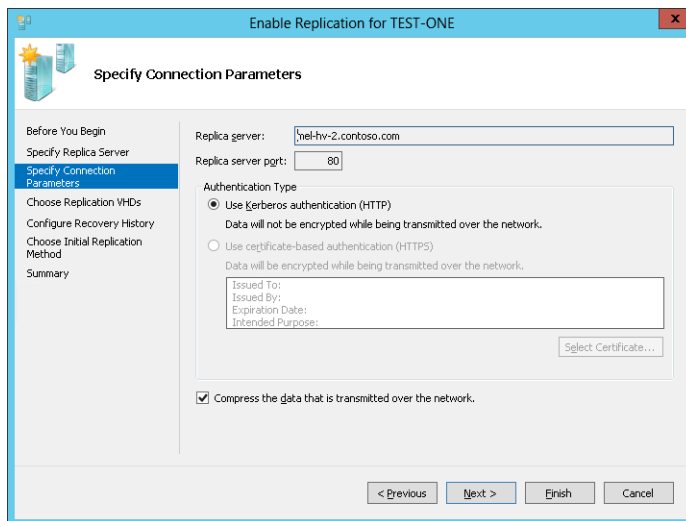 Enable Replication for TEST-ONE
x
Specify Connection Parameters
Before You Begin
Specify Replica Server
Specify Connection
Parameters
Choose Replication VHDs
Configure Recovery History
Choose Initial Replication
Method
Summary
Replica server:
mel-hv-2.contoso.com
Replica server port:
80
Authentication Type
Use Kerberos authentication (HTTP)
Data will not be encrypted while being transmitted over the network.
Use certificate-based authentication (HTTPS)
Data will be encrypted while being transmitted over the network.
Issued To:
Issued By:
Expiration Date:
Intended Purpose:
Select Certificate...
Compress the data that is transmitted over the network.
< Previous
Next >
Finish
Cancel